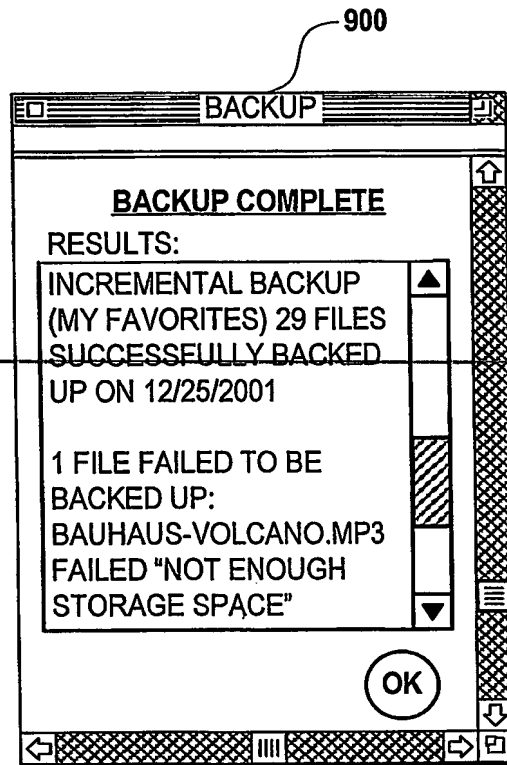 900
BACKUP
BACKUP COMPLETE
RESULTS:
INCREMENTAL BACKUP
(MY FAVORITES) 29 FILES
SUCCESSFULLY BACKED
UP ON 12/25/2001
1 FILE FAILED TO BE
BACKED UP:
BAUHAUS-VOLCANO.MP3
FAILED "NOT ENOUGH
STORAGE SPACE"
OK